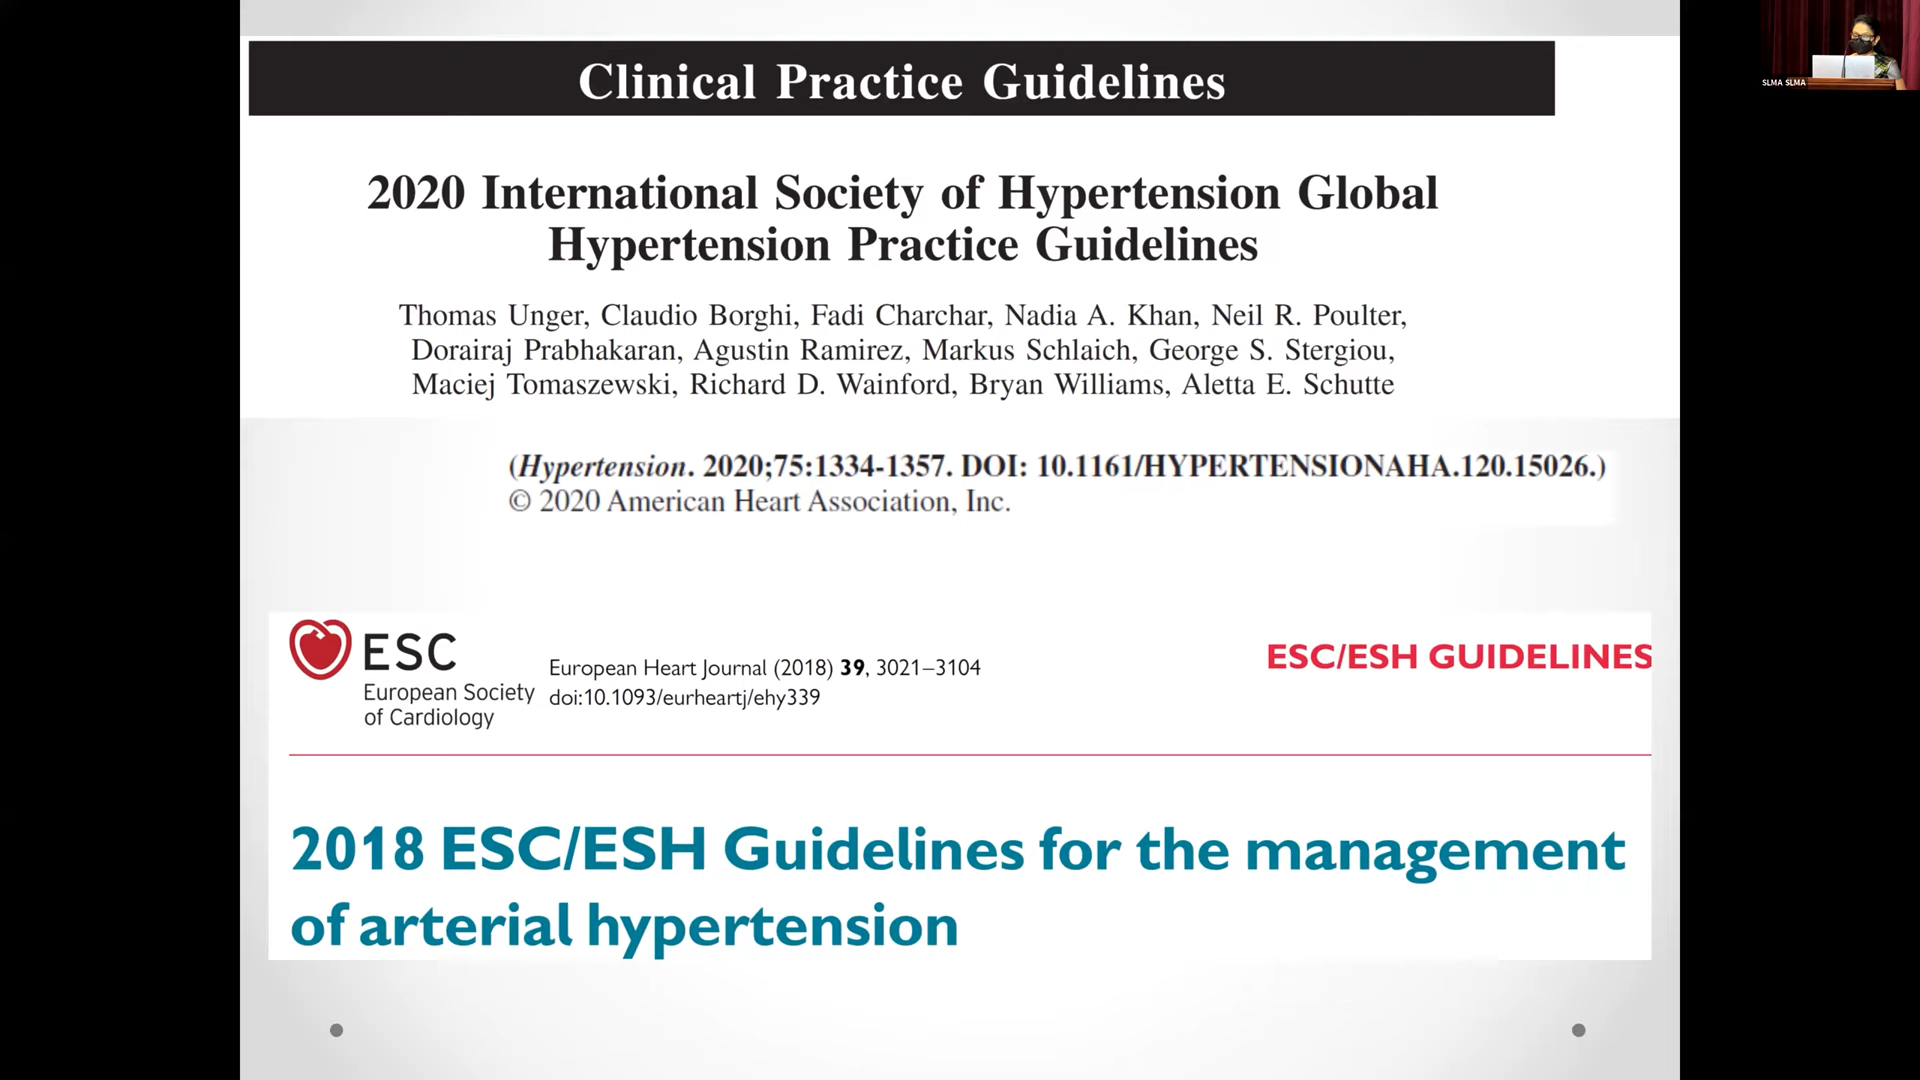 Clinical Practice Guidelines
2020 International Society of Hypertension Global
Hypertension Practice Guidelines
Thomas Unger, Claudio Borghi, Fadi Charchar, Nadia A. Khan, Neil R. Poulter,
Dorairaj Prabhakaran, Agustin Ramirez, Markus Schlaich, George S. Stergiou,
Maciej Tomaszewski, Richard D. Wainford, Bryan Williams, Aletta E. Schutte
(Hypertension. 2020;75:1334-1357. DOI: 10.1161/HYPERTENSIONAHA.120.15026.)
© 2020 American Heart Association, Inc.
ESC
European Society
of Cardiology
European Heart Journal (2018) 39, 3021–3104
doi:10.1093/eurheartj/ehy339
ESC/ESH GUIDELINES
2018 ESC/ESH Guidelines for the management
of arterial hypertension
SLMA SLMA